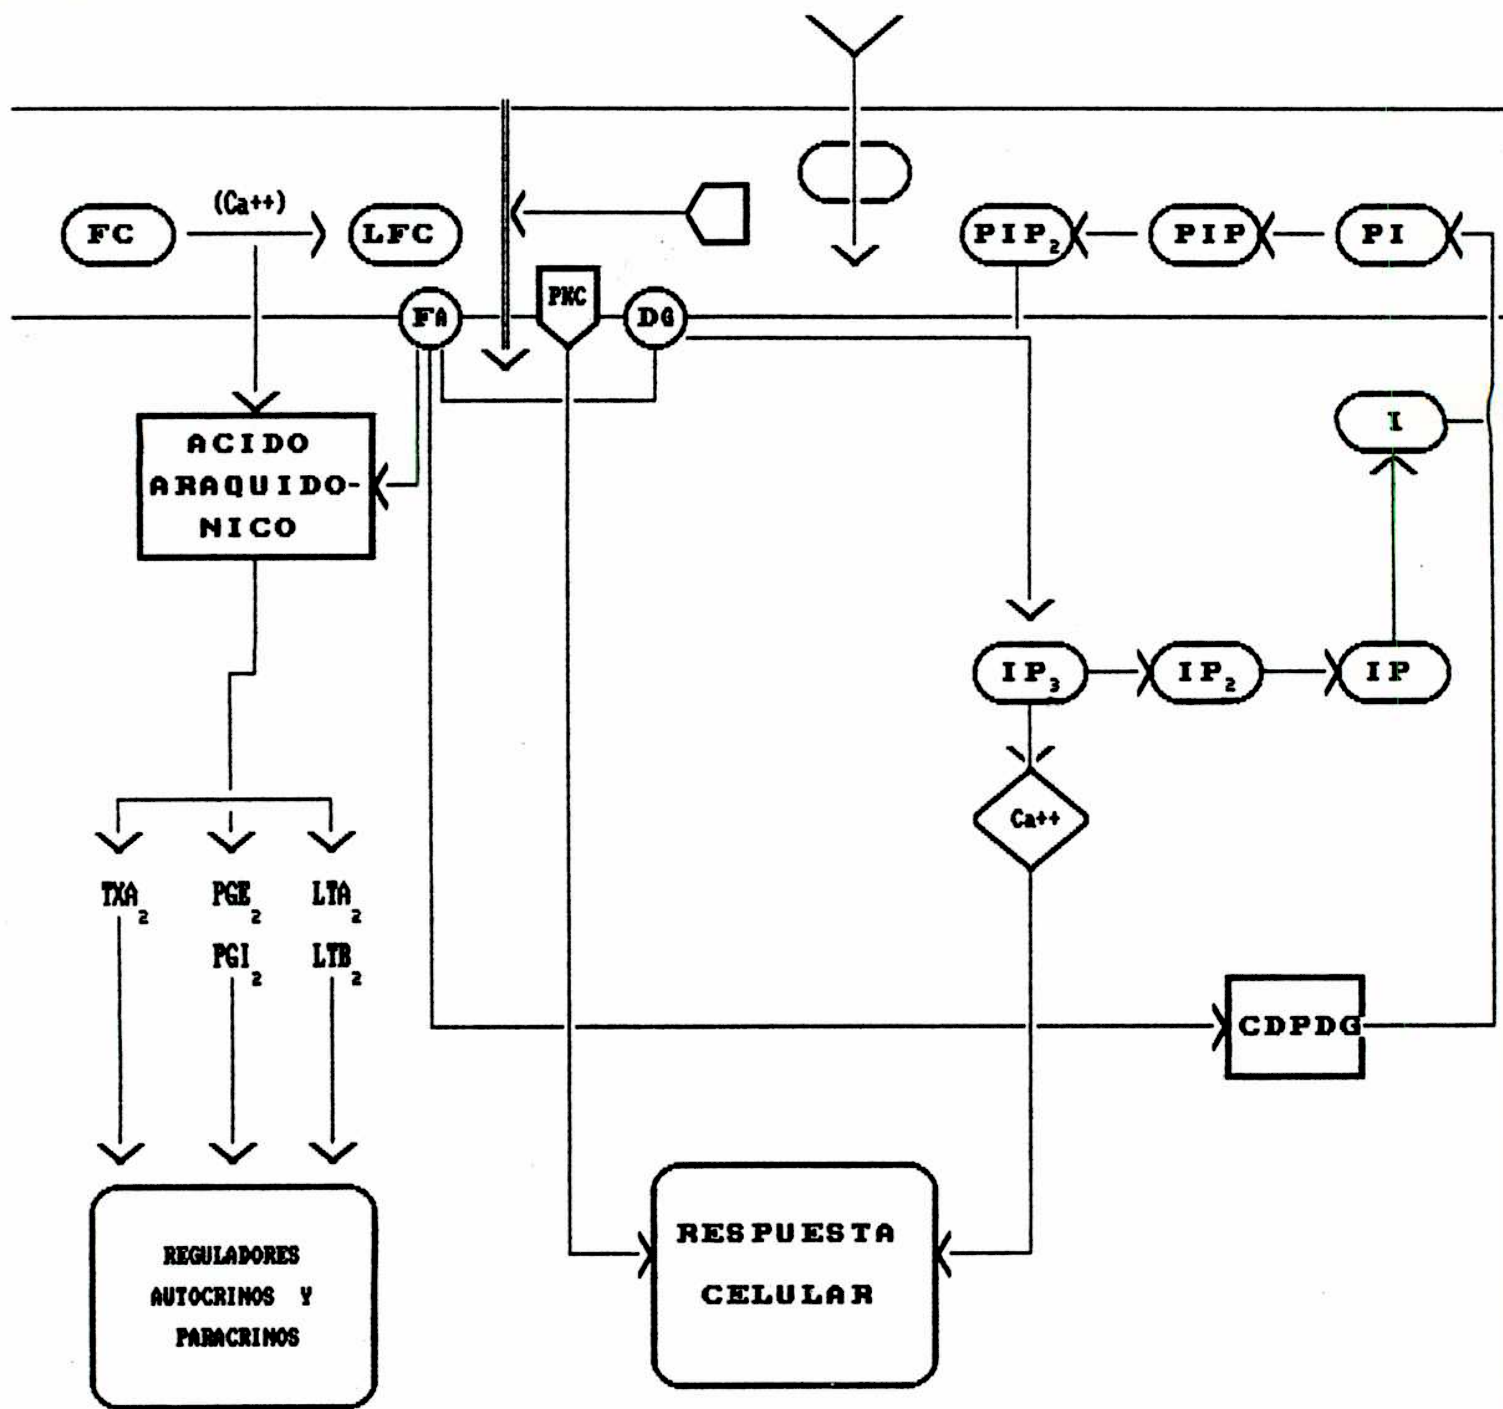 (Ca++)
FC
LFC
PIP₂
PIP
PI
FA
PKC
DG
I
ACIDO
ARAQUIDO-
NICO
IP₃
IP₂
IP
Ca++
TXA₂
PGE₂
LTA₂
PGI₂
LTB₂
CDPDG
RESPUESTA
CELULAR
REGULADORES
AUTOCRINOS Y
PARACRINOS